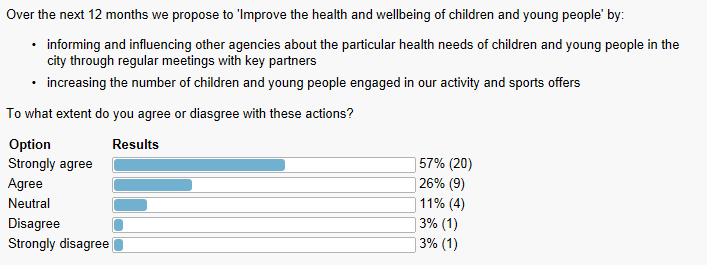 Over the next 12 months we propose to 'Improve the health and wellbeing of children and young people' by:
• informing and influencing other agencies about the particular health needs of children and young people in the
city through regular meetings with key partners
• increasing the number of children and young people engaged in our activity and sports offers
To what extent do you agree or diasgree with these actions?
Option Results
Strongly agree 57% (20)
Agree 26% (9)
Neutral 11% (4)
Disagree 3% (1)
Strongly disagree 3% (1)